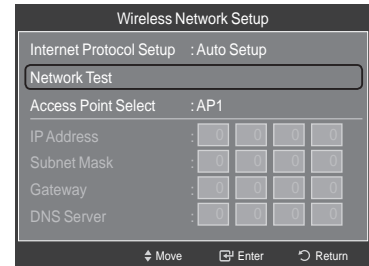 Wireless Network Setup
Internet Protocol Setup : Auto Setup
Network Test
Access Point Select : AP1
IP Address : 0 0 0 0
Subnet Mask : 0 0 0 0
Gateway : 0 0 0 0
DNS Server : 0 0 0 0
Move Enter Return